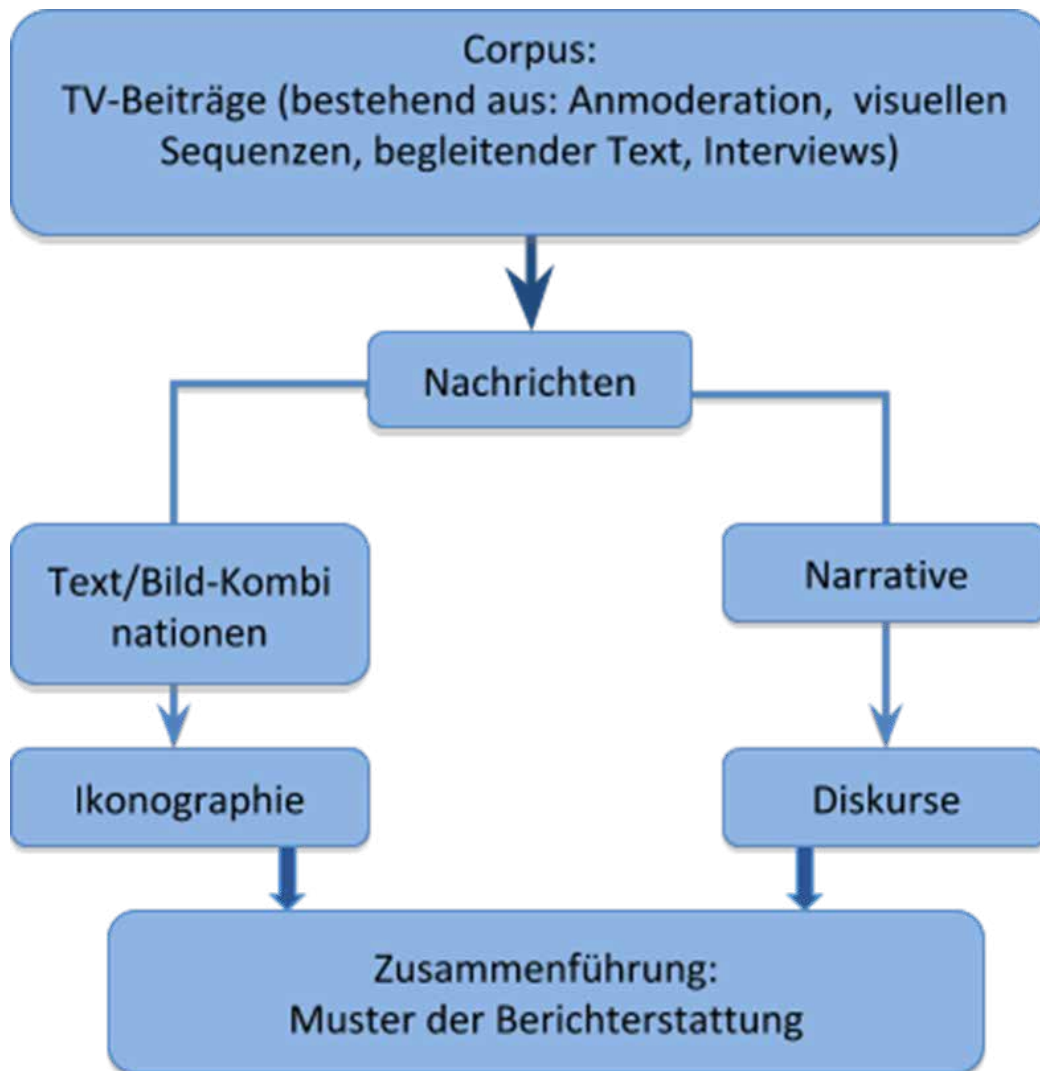 Corpus:
TV-Beiträge (bestehend aus: Anmoderation, visuellen
Sequenzen, begleitender Text, Interviews)
Nachrichten
Text/Bild-Kombi
nationen
Narrative
Ikonographie
Diskurse
Zusammenführung:
Muster der Berichterstattung